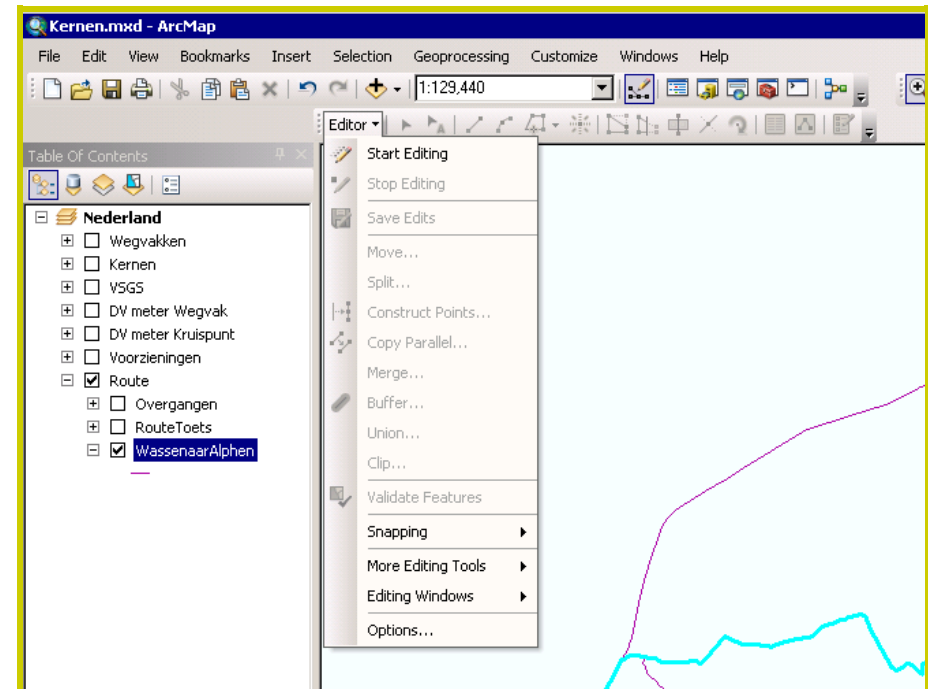 Kernen.mxd - ArcMap
File Edit View Bookmarks Insert Selection Geoprocessing Customize Windows Help
1:129,440
Editor
Table Of Contents
Start Editing
Stop Editing
Save Edits
Move...
Split...
Construct Points...
Copy Parallel...
Merge...
Buffer...
Union...
Clip...
Validate Features
Snapping
More Editing Tools
Editing Windows
Options...
Nederland
Wegvakken
Kernen
VSGS
DV meter Wegvak
DV meter Kruispunt
Voorzieningen
Route
Overgangen
RouteToets
WassenaarAlphen